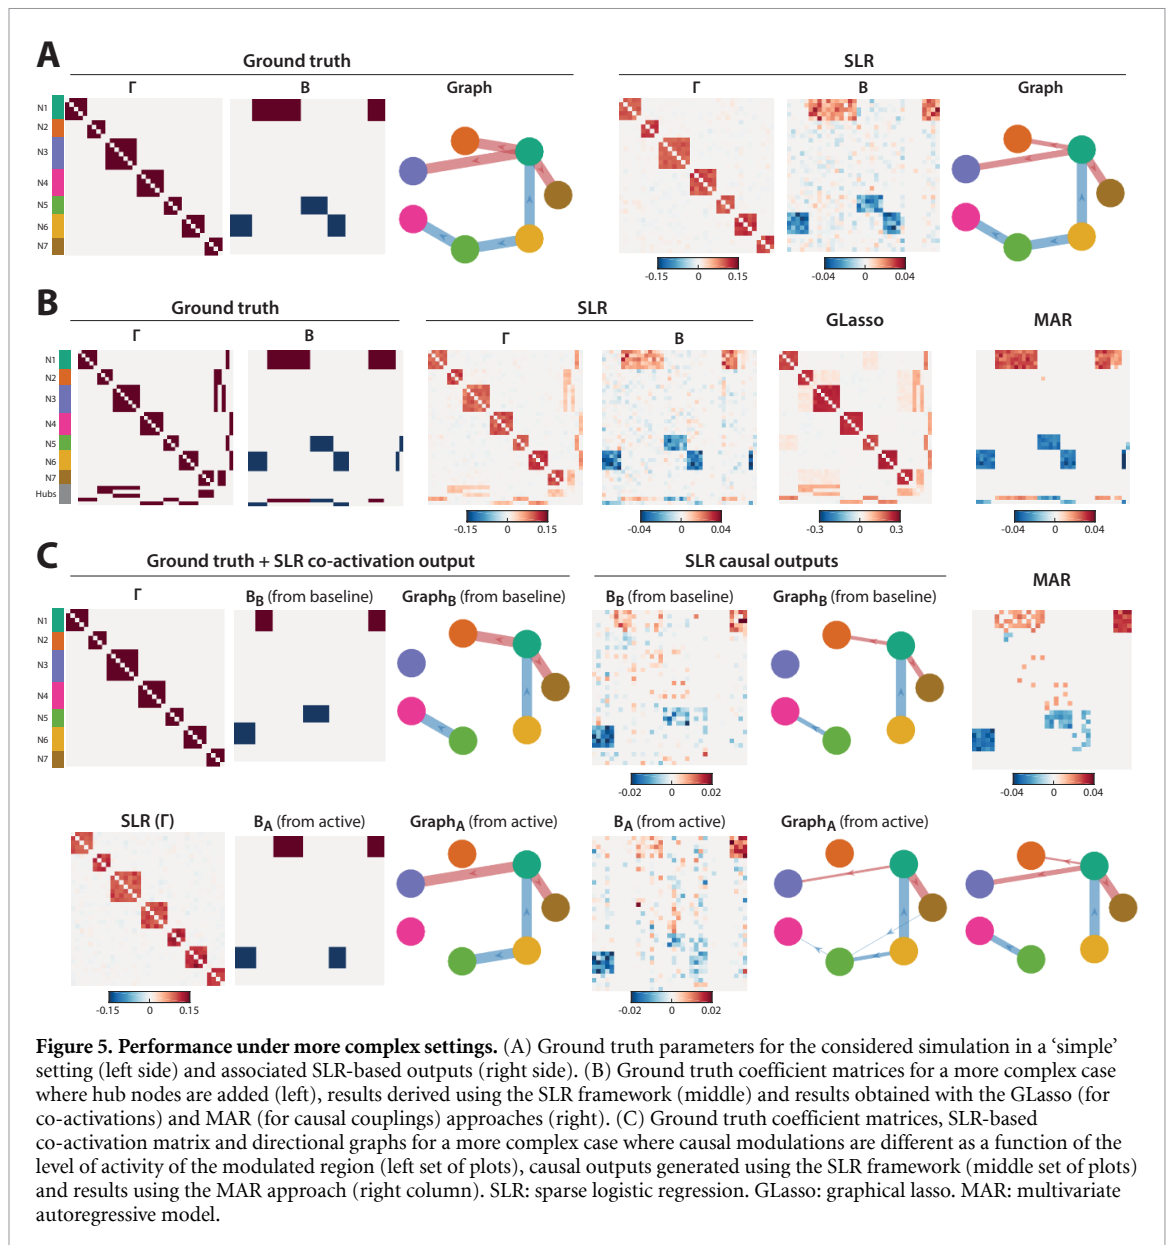 A
Ground truth
SLR
Γ
B
Graph
Γ
B
Graph
N1
N2
N3
N4
N5
N6
N7
-0.15 0 0.15
-0.04 0 0.04
B
Ground truth
SLR
GLasso
MAR
Γ
B
Γ
B
N1
N2
N3
N4
N5
N6
N7
Hubs
-0.15 0 0.15
-0.04 0 0.04
-0.3 0 0.3
-0.04 0 0.04
C
Ground truth + SLR co-activation output
SLR causal outputs
MAR
Γ
B_B (from baseline)
Graph_B (from baseline)
B_B (from baseline)
Graph_B (from baseline)
N1
N2
N3
N4
N5
N6
N7
-0.02 0 0.02
-0.04 0 0.04
SLR (Γ)
B_A (from active)
Graph_A (from active)
B_A (from active)
Graph_A (from active)
-0.15 0 0.15
-0.02 0 0.02
Figure 5. Performance under more complex settings. (A) Ground truth parameters for the considered simulation in a ‘simple’
setting (left side) and associated SLR-based outputs (right side). (B) Ground truth coefficient matrices for a more complex case
where hub nodes are added (left), results derived using the SLR framework (middle) and results obtained with the GLasso (for
co-activations) and MAR (for causal couplings) approaches (right). (C) Ground truth coefficient matrices, SLR-based
co-activation matrix and directional graphs for a more complex case where causal modulations are different as a function of the
level of activity of the modulated region (left set of plots), causal outputs generated using the SLR framework (middle set of plots)
and results using the MAR approach (right column). SLR: sparse logistic regression. GLasso: graphical lasso. MAR: multivariate
autoregressive model.